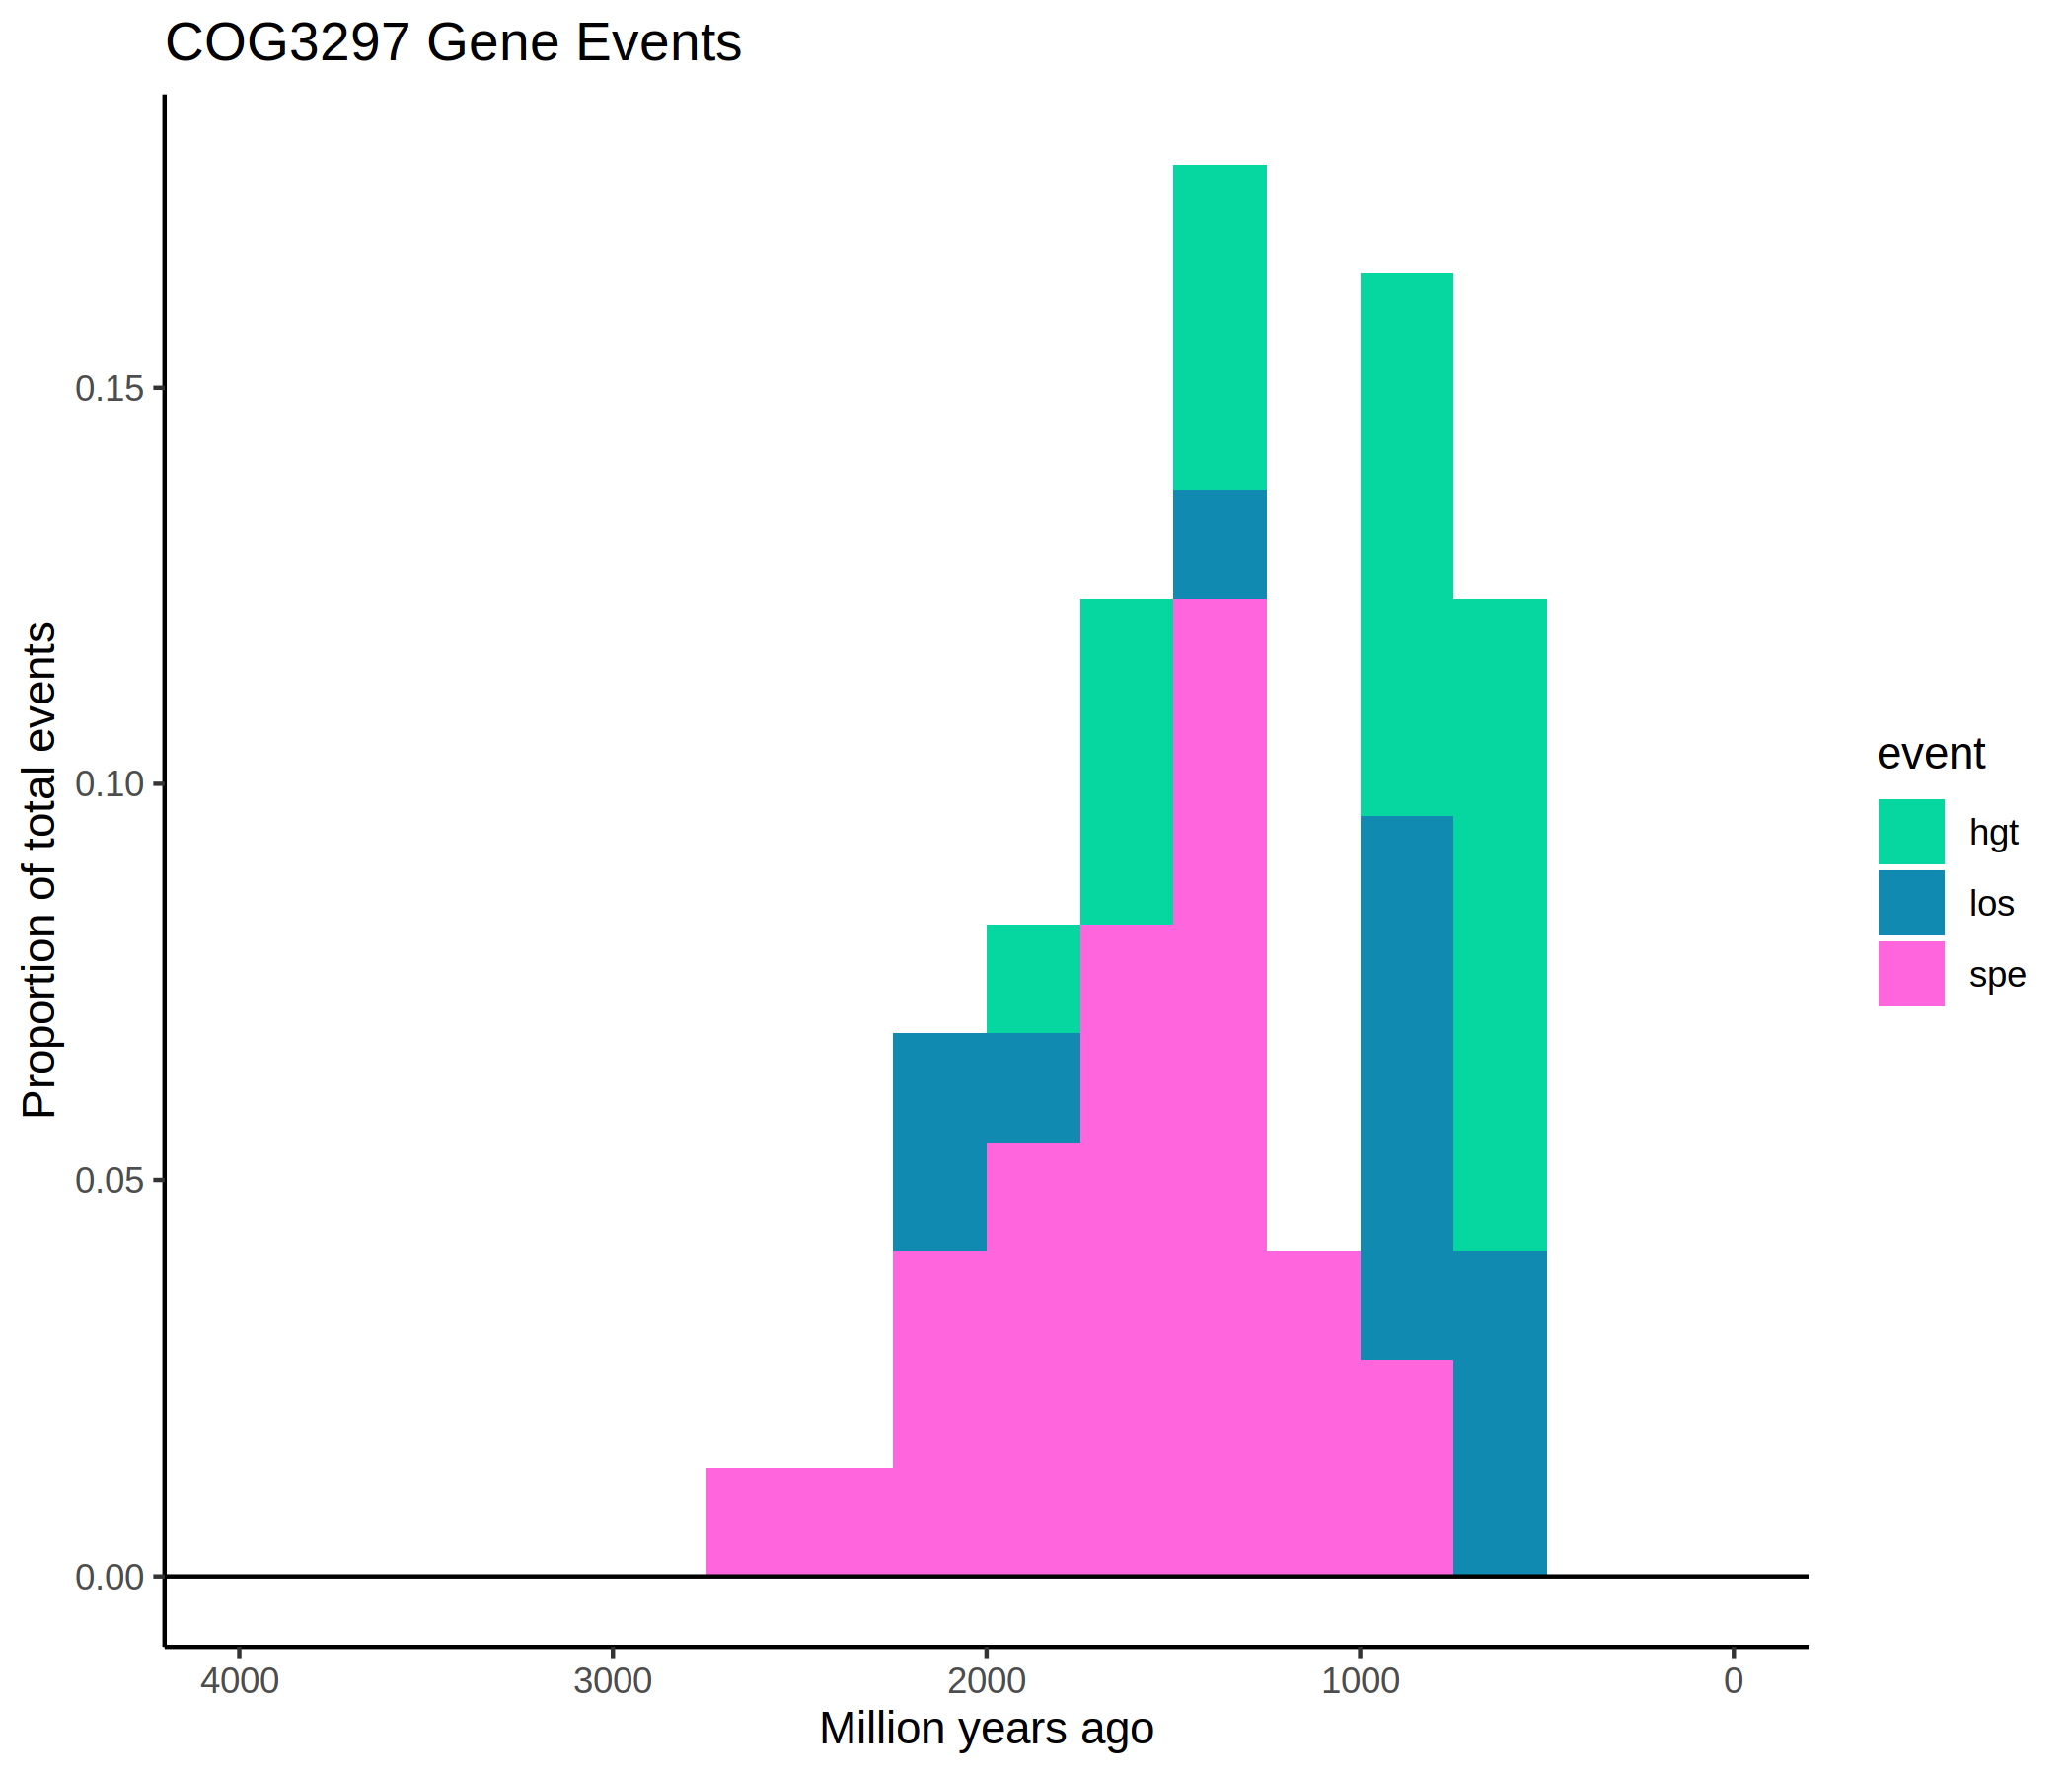 COG3297 Gene Events
Proportion of total events
0.15
0.10
0.05
0.00
4000 3000 2000 1000 0
Million years ago
event
hgt
los
spe